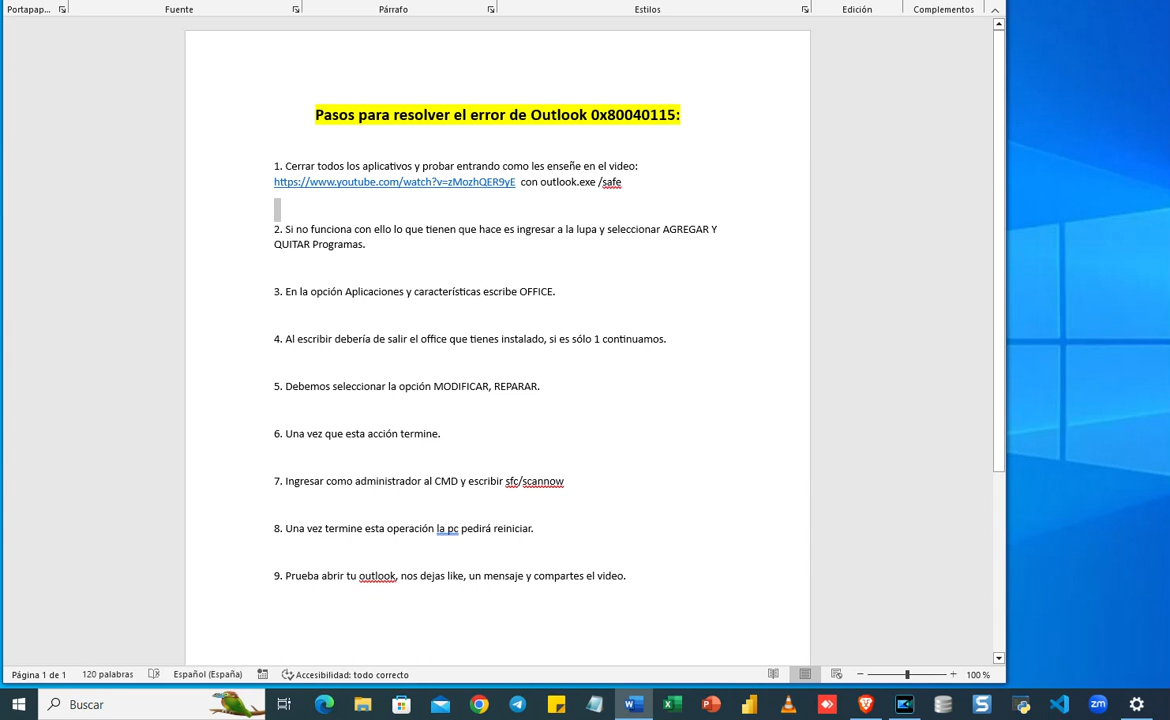 Portapap...
Fuente
Párrafo
Estilos
Edición
Complementos
Pasos para resolver el error de Outlook 0x80040115:
1. Cerrar todos los aplicativos y probar entrando como les enseñe en el video:
https://www.youtube.com/watch?v=zMozhQER9yE con outlook.exe /safe
2. Si no funciona con ello lo que tienen que hace es ingresar a la lupa y seleccionar AGREGAR Y
QUITAR Programas.
3. En la opción Aplicaciones y características escribe OFFICE.
4. Al escribir debería de salir el office que tienes instalado, si es sólo 1 continuamos.
5. Debemos seleccionar la opción MODIFICAR, REPARAR.
6. Una vez que esta acción termine.
7. Ingresar como administrador al CMD y escribir sfc/scannow
8. Una vez termine esta operación la pc pedirá reiniciar.
9. Prueba abrir tu outlook, nos dejas like, un mensaje y compartes el video.
Página 1 de 1
120 palabras
Español (España)
Accesibilidad: todo correcto
100 %
Buscar